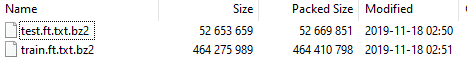 Name Size Packed Size Modified
test.ft.txt.bz2 52 653 659 52 669 851 2019-11-18 02:50
train.ft.txt.bz2 464 275 989 464 410 798 2019-11-18 02:51